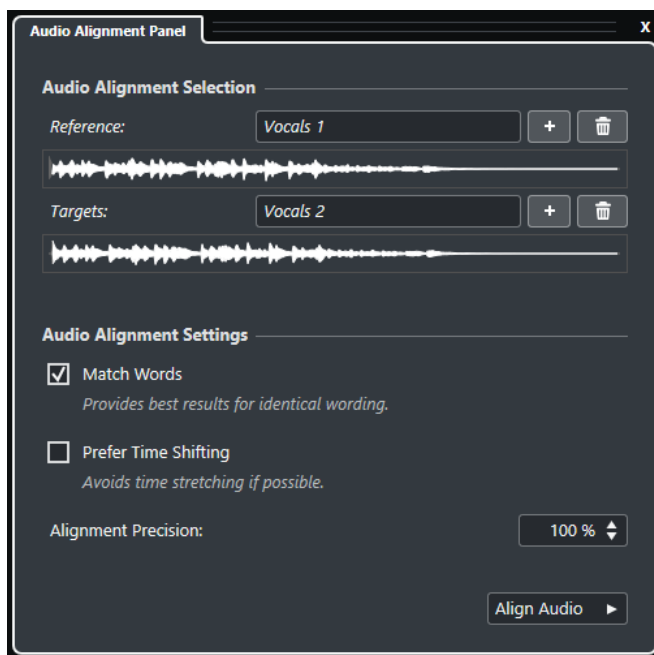 Audio Alignment Panel
X
Audio Alignment Selection
Reference: Vocals 1 +
Targets: Vocals 2 +
Audio Alignment Settings
Match Words
Provides best results for identical wording.
Prefer Time Shifting
Avoids time stretching if possible.
Alignment Precision: 100 %
Align Audio